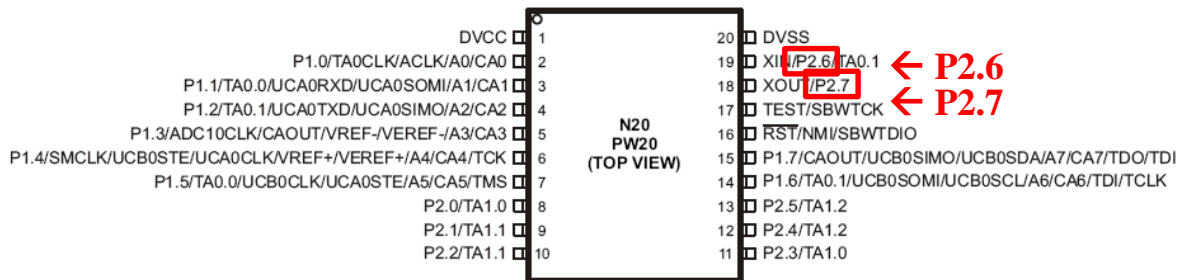 DVCC 1 20 DVSS
P1.0/TA0CLK/ACLK/A0/CA0 2 19 XIN/P2.6/TA0.1 ← P2.6
P1.1/TA0.0/UCA0RXD/UCA0SOMI/A1/CA1 3 18 XOUT/P2.7
P1.2/TA0.1/UCA0TXD/UCA0SIMO/A2/CA2 4 17 TEST/SBWTCK ← P2.7
P1.3/ADC10CLK/CAOUT/VREF-/VEREF-/A3/CA3 5 N20 16 RST/NMI/SBWTDIO
PW20
P1.4/SMCLK/UCB0STE/UCA0CLK/VREF+/VEREF+/A4/CA4/TCK 6 (TOP VIEW) 15 P1.7/CAOUT/UCB0SIMO/UCB0SDA/A7/CA7/TDO/TDI
P1.5/TA0.0/UCB0CLK/UCA0STE/A5/CA5/TMS 7 14 P1.6/TA0.1/UCB0SOMI/UCB0SCL/A6/CA6/TDI/TCLK
P2.0/TA1.0 8 13 P2.5/TA1.2
P2.1/TA1.1 9 12 P2.4/TA1.2
P2.2/TA1.1 10 11 P2.3/TA1.0